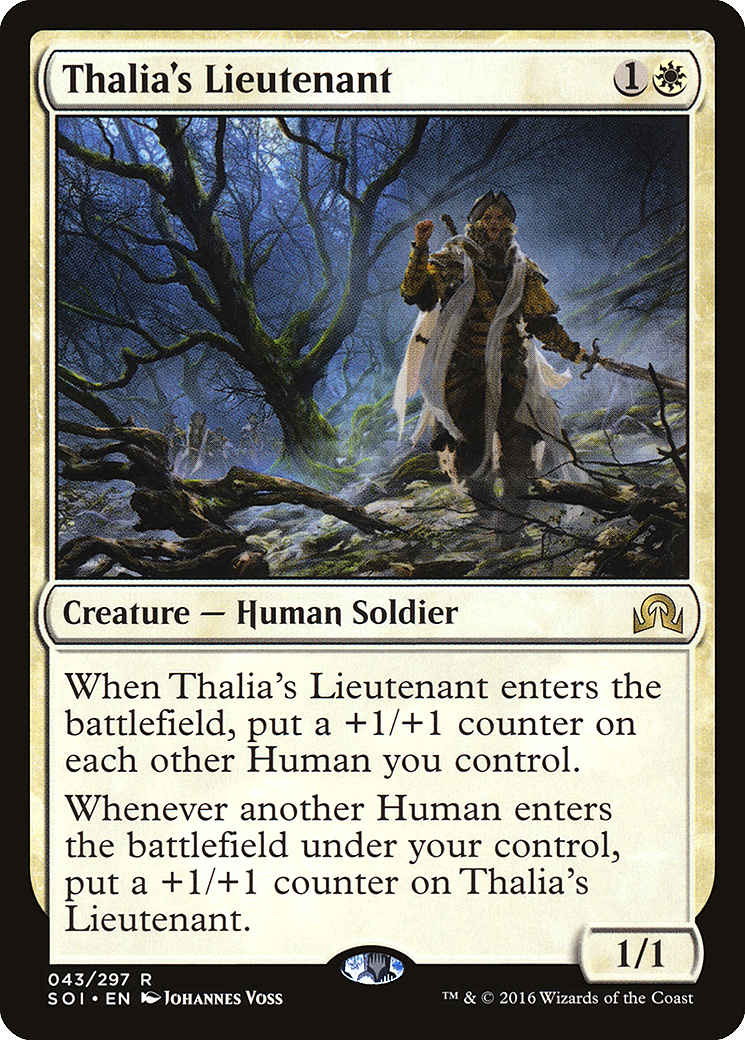 Thalia's Lieutenant 1
Creature — Human Soldier
When Thalia's Lieutenant enters the
battlefield, put a +1/+1 counter on
each other Human you control.
Whenever another Human enters
the battlefield under your control,
put a +1/+1 counter on Thalia's
Lieutenant.
1/1
043/297 R
SOI • EN Johannes Voss
™ & © 2016 Wizards of the Coast